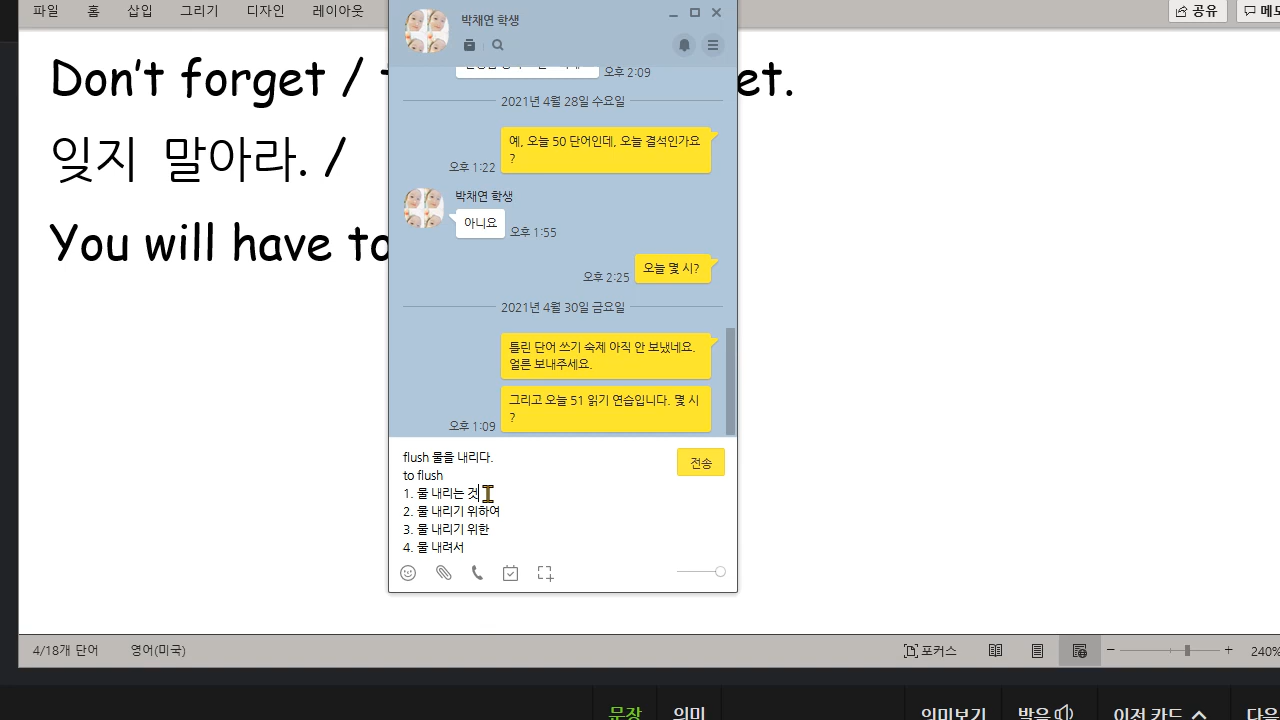 파일 홈 삽입 그리기 디자인 레이아웃
공유
박채연 학생
Don't forget /
et.
오후 2:09
2021년 4월 28일 수요일
예, 오늘 50 단어인데, 오늘 결석인가요
?
오후 1:22
잊지 말아라. /
박채연 학생
아니요
오후 1:55
You will have to
오늘 몇 시?
오후 2:25
2021년 4월 30일 금요일
틀린 단어 쓰기 숙제 아직 안 보냈네요.
얼른 보내주세요.
그리고 오늘 51 읽기 연습입니다. 몇 시
?
오후 1:09
flush 물을 내리다.
전송
to flush
1. 물 내리는 것
2. 물 내리기 위하여
3. 물 내리기 위한
4. 물 내려서
4/18개 단어 영어(미국)
포커스
240%
문장 의미
의미보기 발음 이전 카드 다음